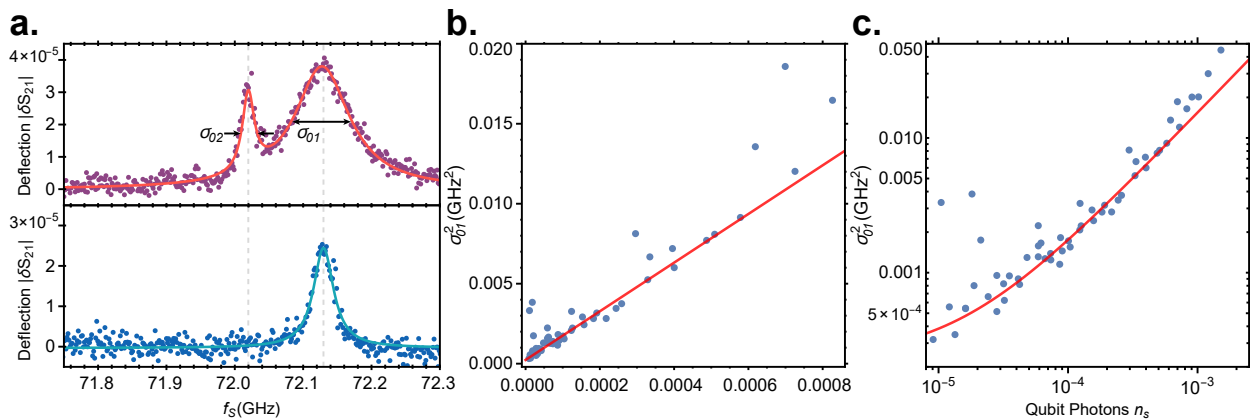 a.
4×10⁻⁵
3
2
1
0
Deflection |δS₂₁|
σ₀₂
σ₀₁
3×10⁻⁵
2
1
0
Deflection |δS₂₁|
71.8 71.9 72.0 72.1 72.2 72.3
f_S(GHz)
b.
0.020
0.015
0.010
0.005
0.000
σ₀₁²(GHz²)
0.0000 0.0002 0.0004 0.0006 0.0008
c.
0.050
0.010
0.005
0.001
5×10⁻⁴
σ₀₁²(GHz²)
10⁻⁵ 10⁻⁴ 10⁻³
Qubit Photons n_s